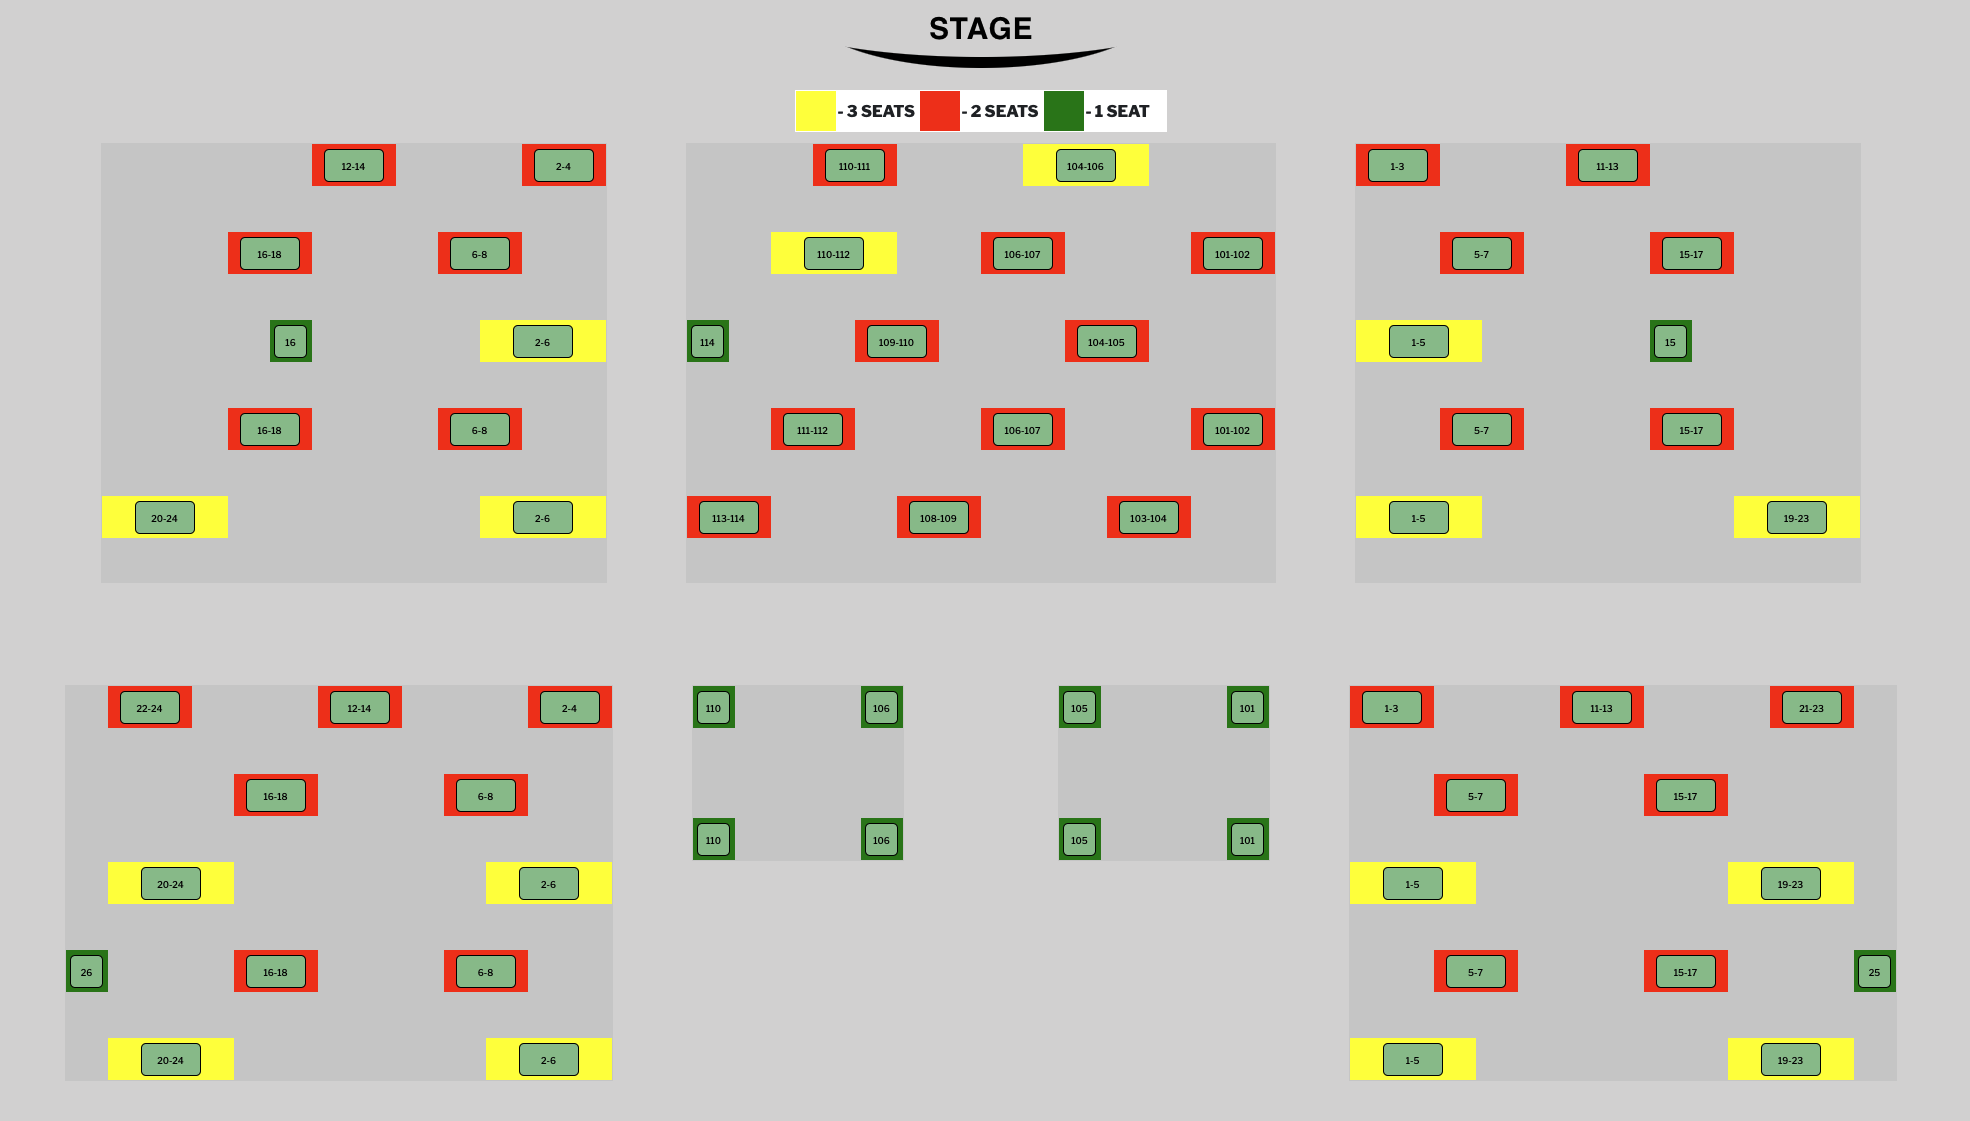 STAGE
- 3 SEATS - 2 SEATS - 1 SEAT
12-14 2-4 110-111 104-106 1-3 11-13
16-18 6-8 110-112 106-107 101-102 5-7 15-17
16 2-6 114 109-110 104-105 1-5 15
16-18 6-8 111-112 106-107 101-102 5-7 15-17
20-24 2-6 113-114 108-109 103-104 1-5 19-23
22-24 12-14 2-4 110 106 105 101 1-3 11-13 21-23
16-18 6-8 5-7 15-17
110 106 105 101
20-24 2-6 1-5 19-23
26 16-18 6-8 5-7 15-17 25
20-24 2-6 1-5 19-23